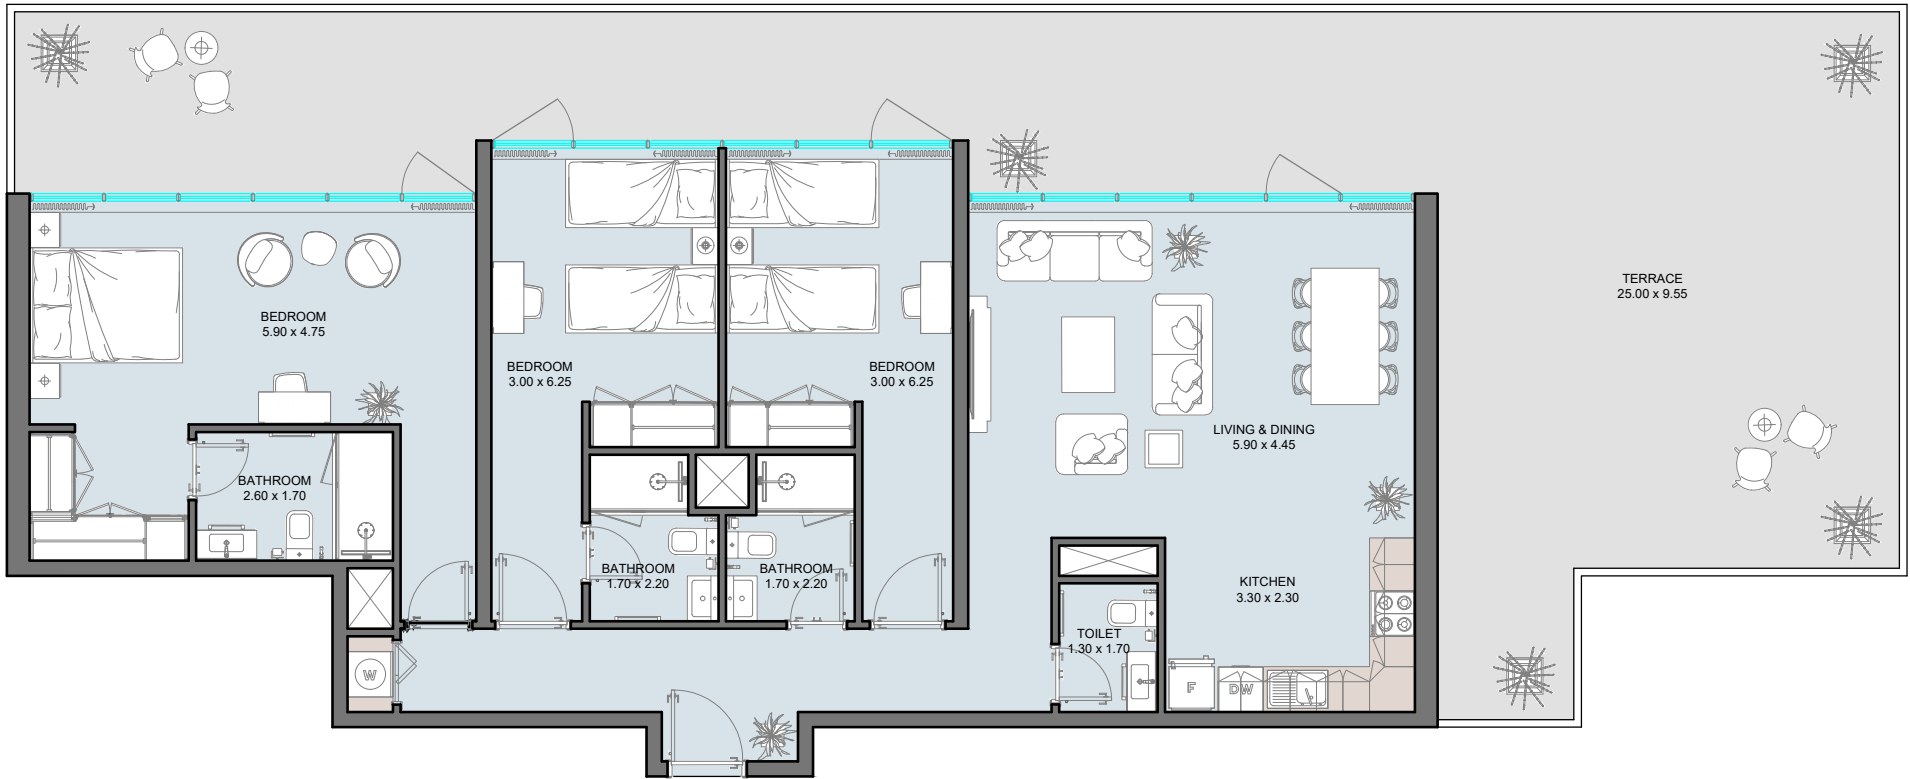 TERRACE
25.00 x 9.55
BEDROOM
5.90 x 4.75
BEDROOM
3.00 x 6.25
BEDROOM
3.00 x 6.25
LIVING & DINING
5.90 x 4.45
BATHROOM
2.60 x 1.70
BATHROOM
1.70 x 2.20
BATHROOM
1.70 x 2.20
KITCHEN
3.30 x 2.30
TOILET
1.30 x 1.70
W
F
DW